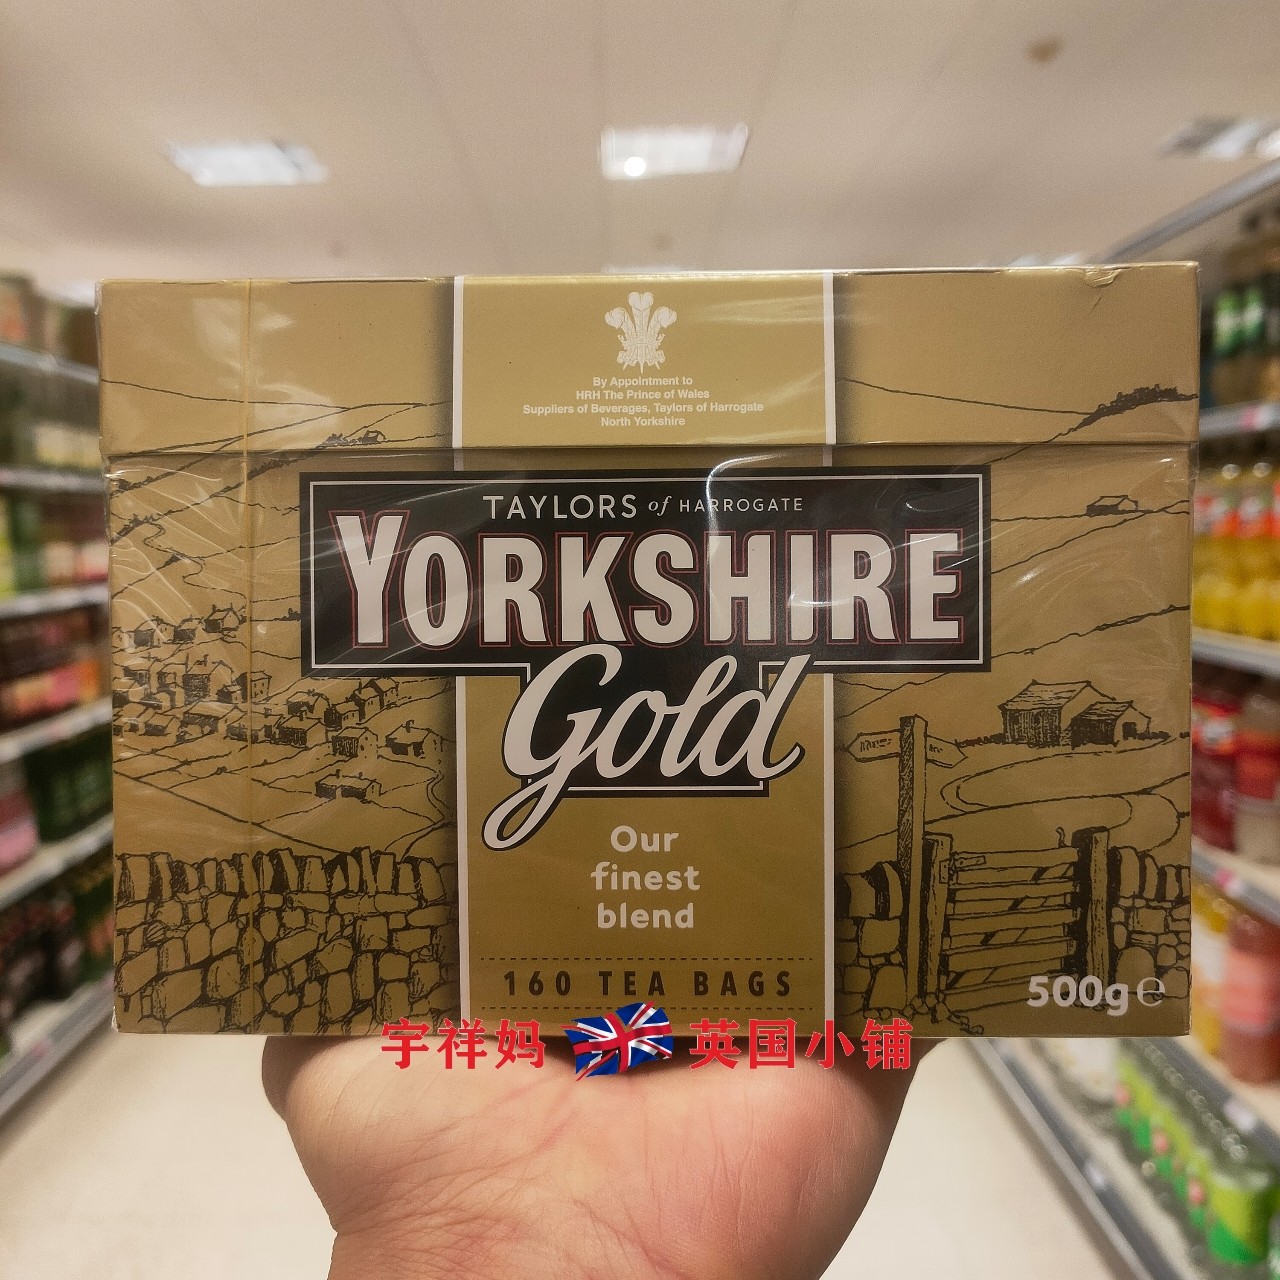 By Appointment to
HRH The Prince of Wales
Suppliers of Beverages, Taylors of Harrogate
North Yorkshire
TAYLORS of HARROGATE
YORKSHIRE
Gold
Our
finest
blend
160 TEA BAGS
500g℮
宇祥妈 英国小铺